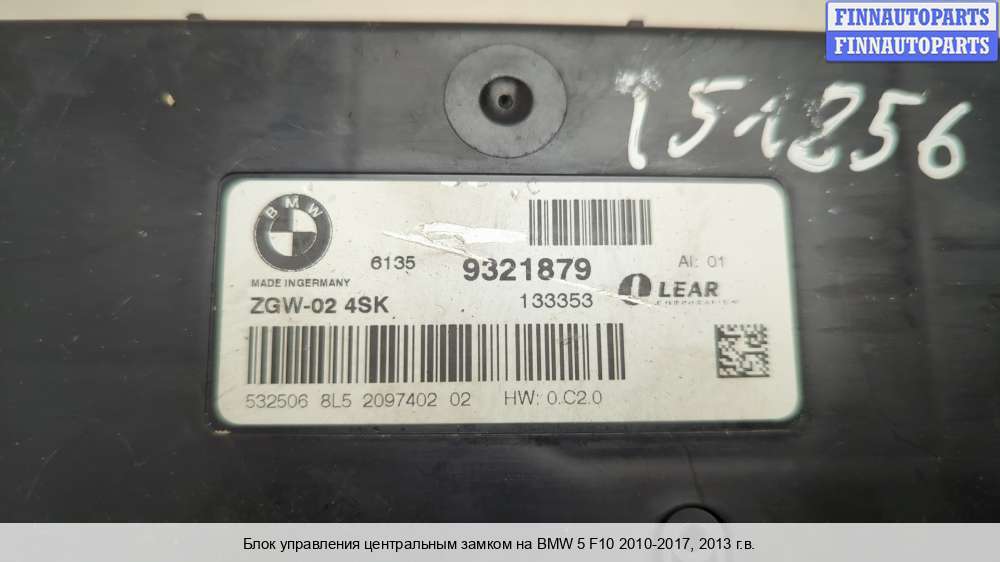 FINNAUTOPARTS
FINNAUTOPARTS
151256
BMW
6135 9321879 AI: 01
MADE IN GERMANY
ZGW-02 4SK 133353 LEAR
CORPORATION
532506 8L5 2097402 02 HW: 0.C2.0
Блок управления центральным замком на BMW 5 F10 2010-2017, 2013 г.в.